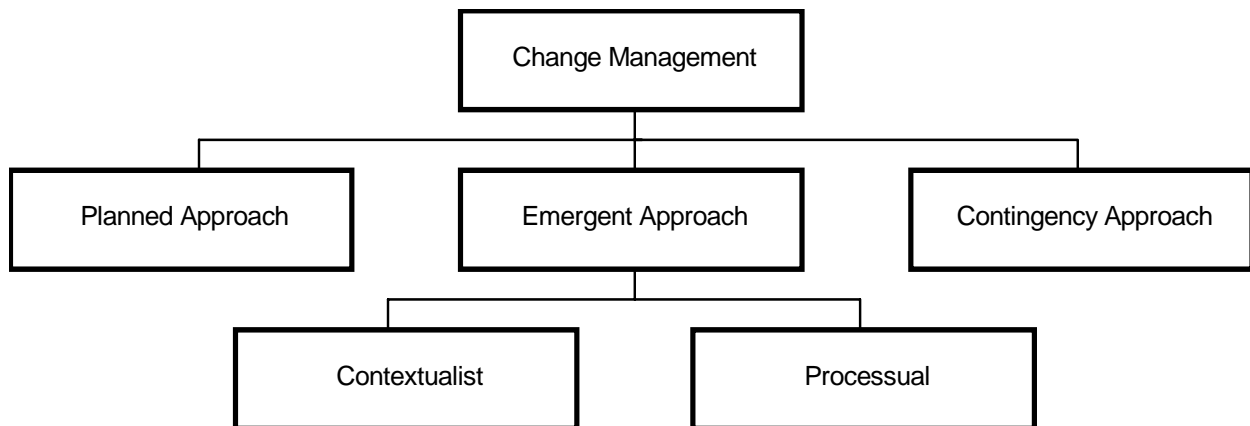 Change Management
Planned Approach
Emergent Approach
Contingency Approach
Contextualist
Processual